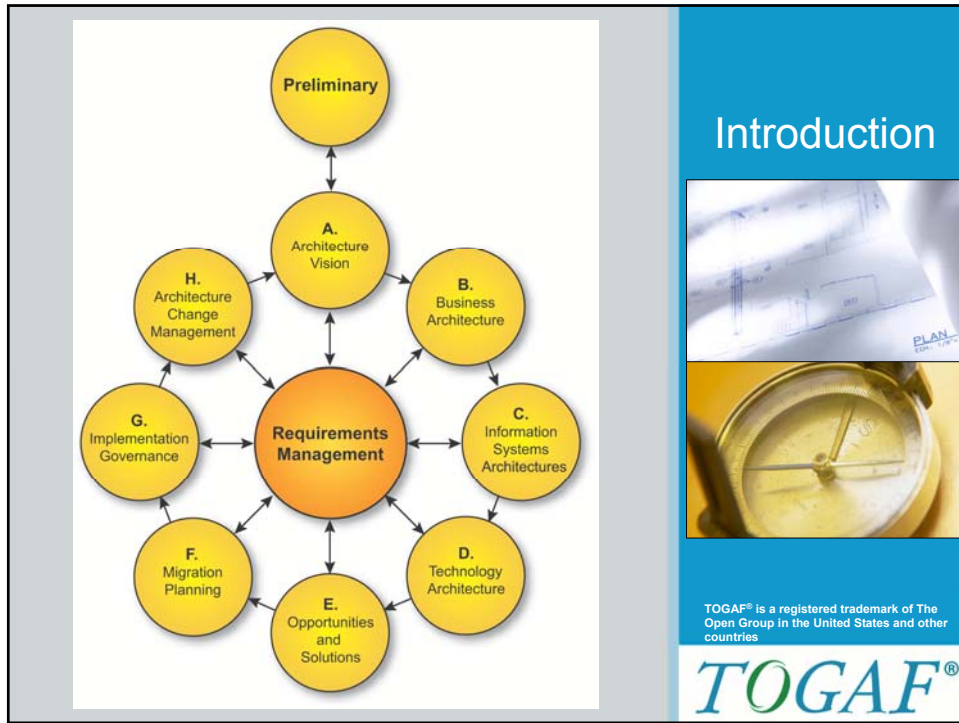 Preliminary
A.
Architecture
Vision
B.
Business
Architecture
C.
Information
Systems
Architectures
D.
Technology
Architecture
E.
Opportunities
and
Solutions
F.
Migration
Planning
G.
Implementation
Governance
H.
Architecture
Change
Management
Requirements
Management
Introduction
PLAN
TOGAF® is a registered trademark of The
Open Group in the United States and other
countries
TOGAF®